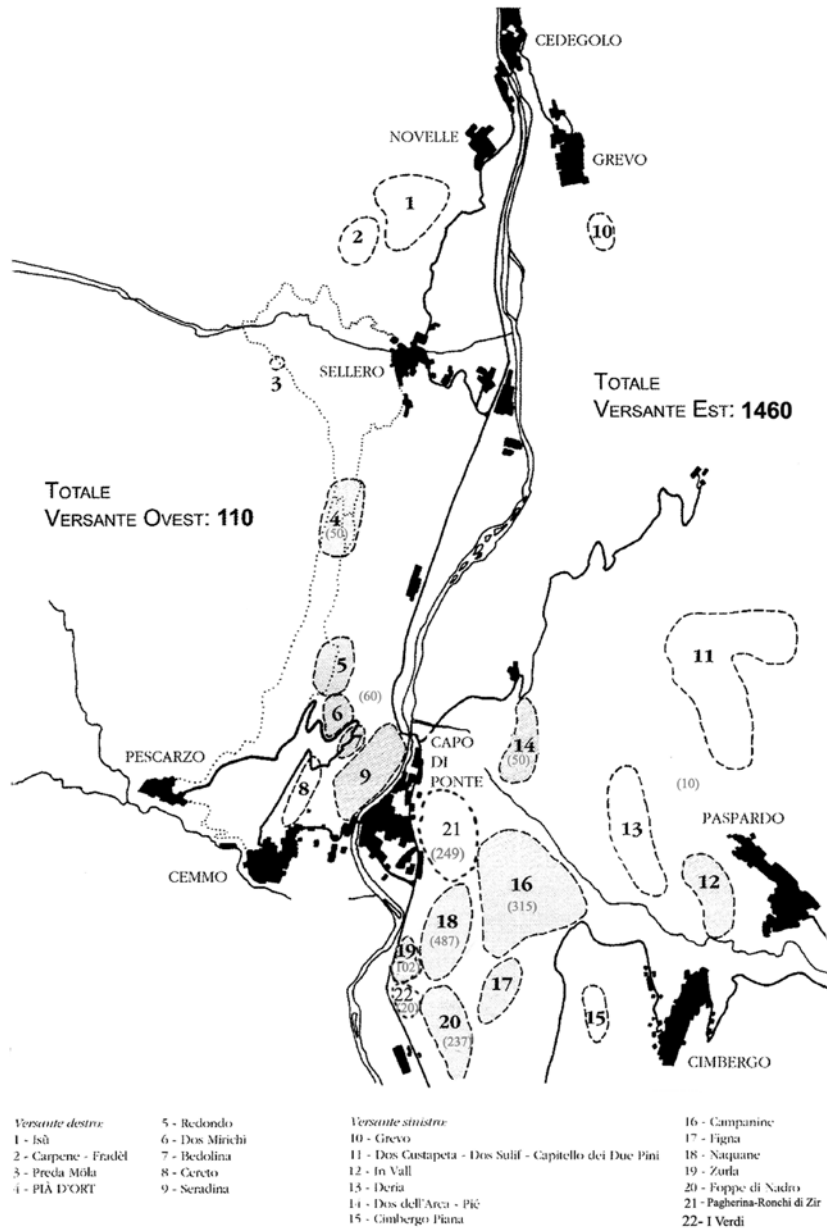 CEDEGOLO
NOVELLE
GREVO
1
2
10
SELLERO
3
TOTALE
VERSANTE EST: 1460
TOTALE
VERSANTE OVEST: 110
4
(50)
5
11
(60)
6
7
14
(50)
CAPO
DI
PONTE
PESCARZO
9
8
(10)
13
PASPARDO
21
(249)
CEMMO
16
(315)
12
18
(487)
19
102
17
22
(20)
20
(237)
15
CIMBERGO
Versante destro:
1 - Isù
2 - Carpene - Fradèl
3 - Preda Möla
4 - PIÀ D'ORT
5 - Redondo
6 - Dos Mirichi
7 - Bedolina
8 - Cereto
9 - Seradina
Versante sinistro:
10 - Grevo
11 - Dos Custapeta - Dos Sulif - Capitello dei Due Pini
12 - In Vall
13 - Deria
14 - Dos dell'Arca - Pié
15 - Cimbergo Piana
16 - Campanine
17 - Figna
18 - Naquane
19 - Zurla
20 - Foppe di Nadro
21 - Pagherina-Ronchi di Zir
22- I Verdi